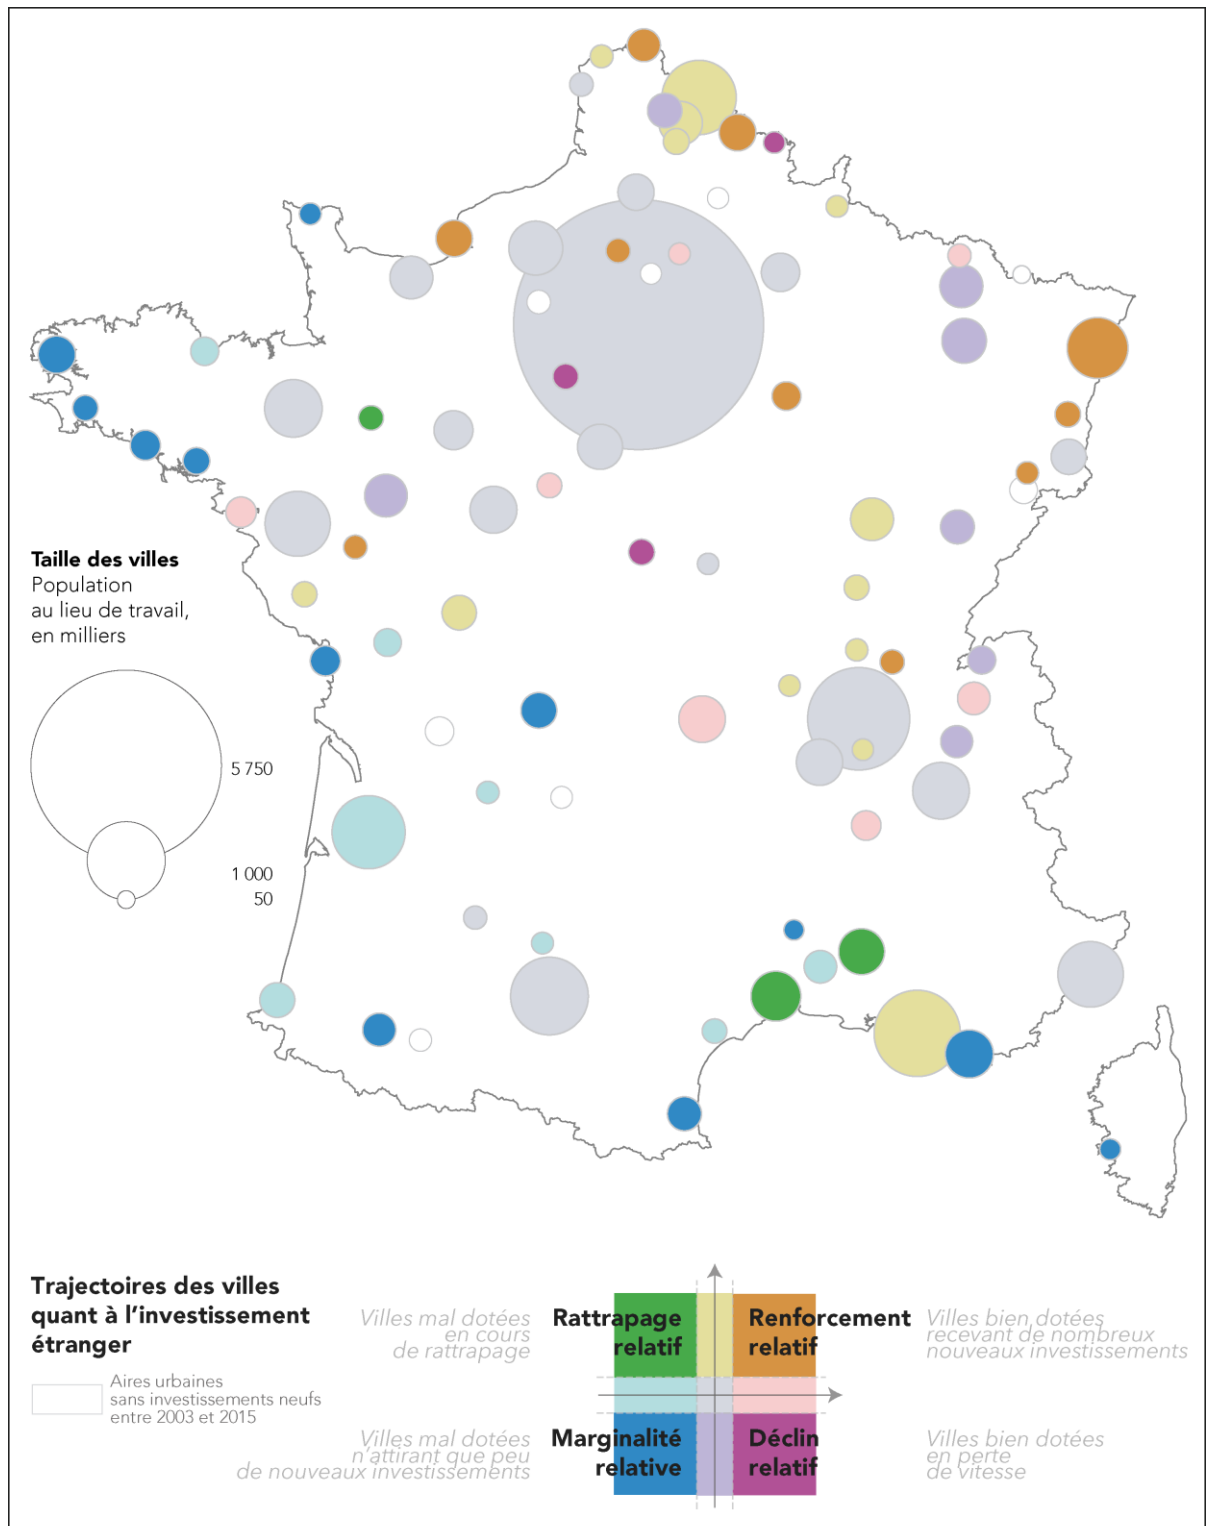 Taille des villes
Population
au lieu de travail,
en milliers
5 750
1 000
50
Trajectoires des villes
quant à l'investissement
étranger
Aires urbaines
sans investissements neufs
entre 2003 et 2015
Villes mal dotées
en cours
de rattrapage
Rattrapage
relatif
Renforcement
relatif
Villes bien dotées
recevant de nombreux
nouveaux investissements
Villes mal dotées
n'attirant que peu
de nouveaux investissements
Marginalité
relative
Déclin
relatif
Villes bien dotées
en perte
de vitesse